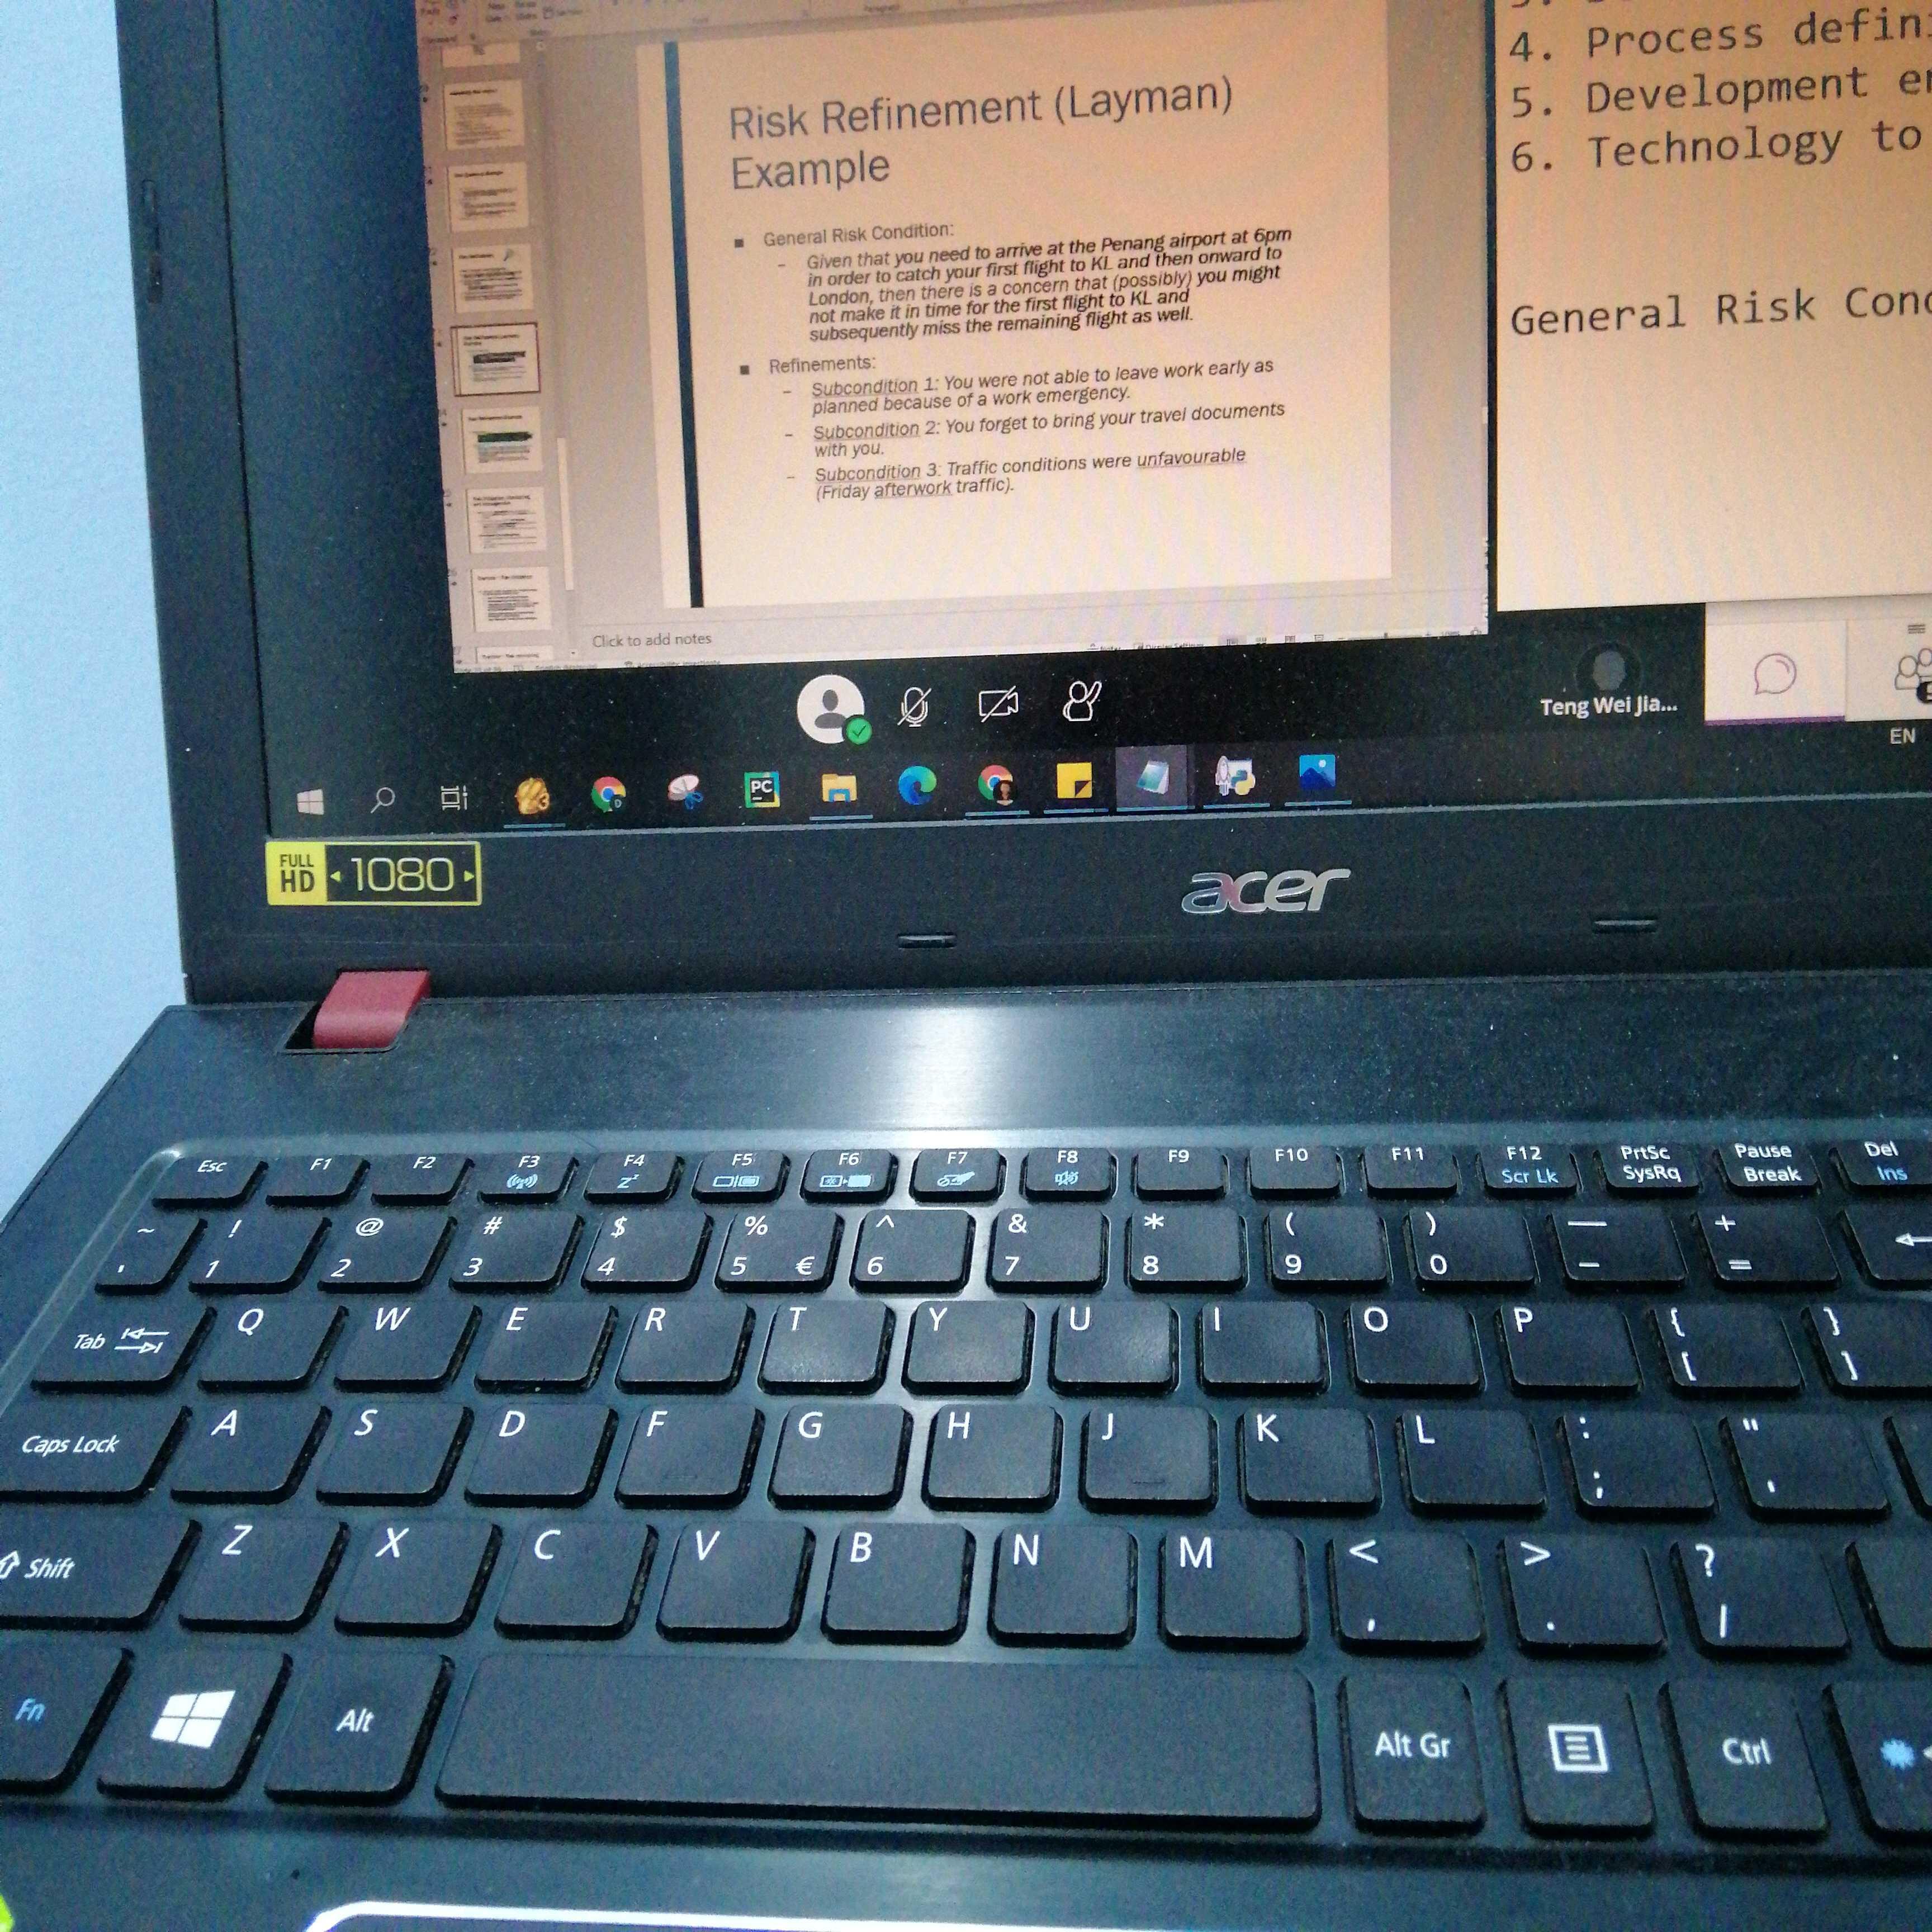 Risk Refinement (Layman)
Example
General Risk Condition:
– Given that you need to arrive at the Penang airport at 6pm
in order to catch your first flight to KL and then onward to
London, then there is a concern that (possibly) you might
not make it in time for the first flight to KL and
subsequently miss the remaining flight as well.
Refinements:
– Subcondition 1: You were not able to leave work early as
planned because of a work emergency.
– Subcondition 2: You forget to bring your travel documents
with you.
– Subcondition 3: Traffic conditions were unfavourable
(Friday afterwork traffic).
Click to add notes
4. Process defin
5. Development e
6. Technology to
General Risk Con
Teng Wei Jia...
EN
PC
FULL HD 1080
acer
Esc F1 F2 F3 F4 F5 F6 F7 F8 F9 F10 F11 F12 PrtSc Pause Del
Zz Scr Lk SysRq Break Ins
~ ! @ # $ % ^ & * ( ) — +
1 2 3 4 5 € 6 7 8 9 0 - =
Tab Q W E R T Y U I O P { }
[ ]
Caps Lock A S D F G H J K L : "
; '
Shift Z X C V B N M < > ?
, . /
Fn Alt Alt Gr Ctrl